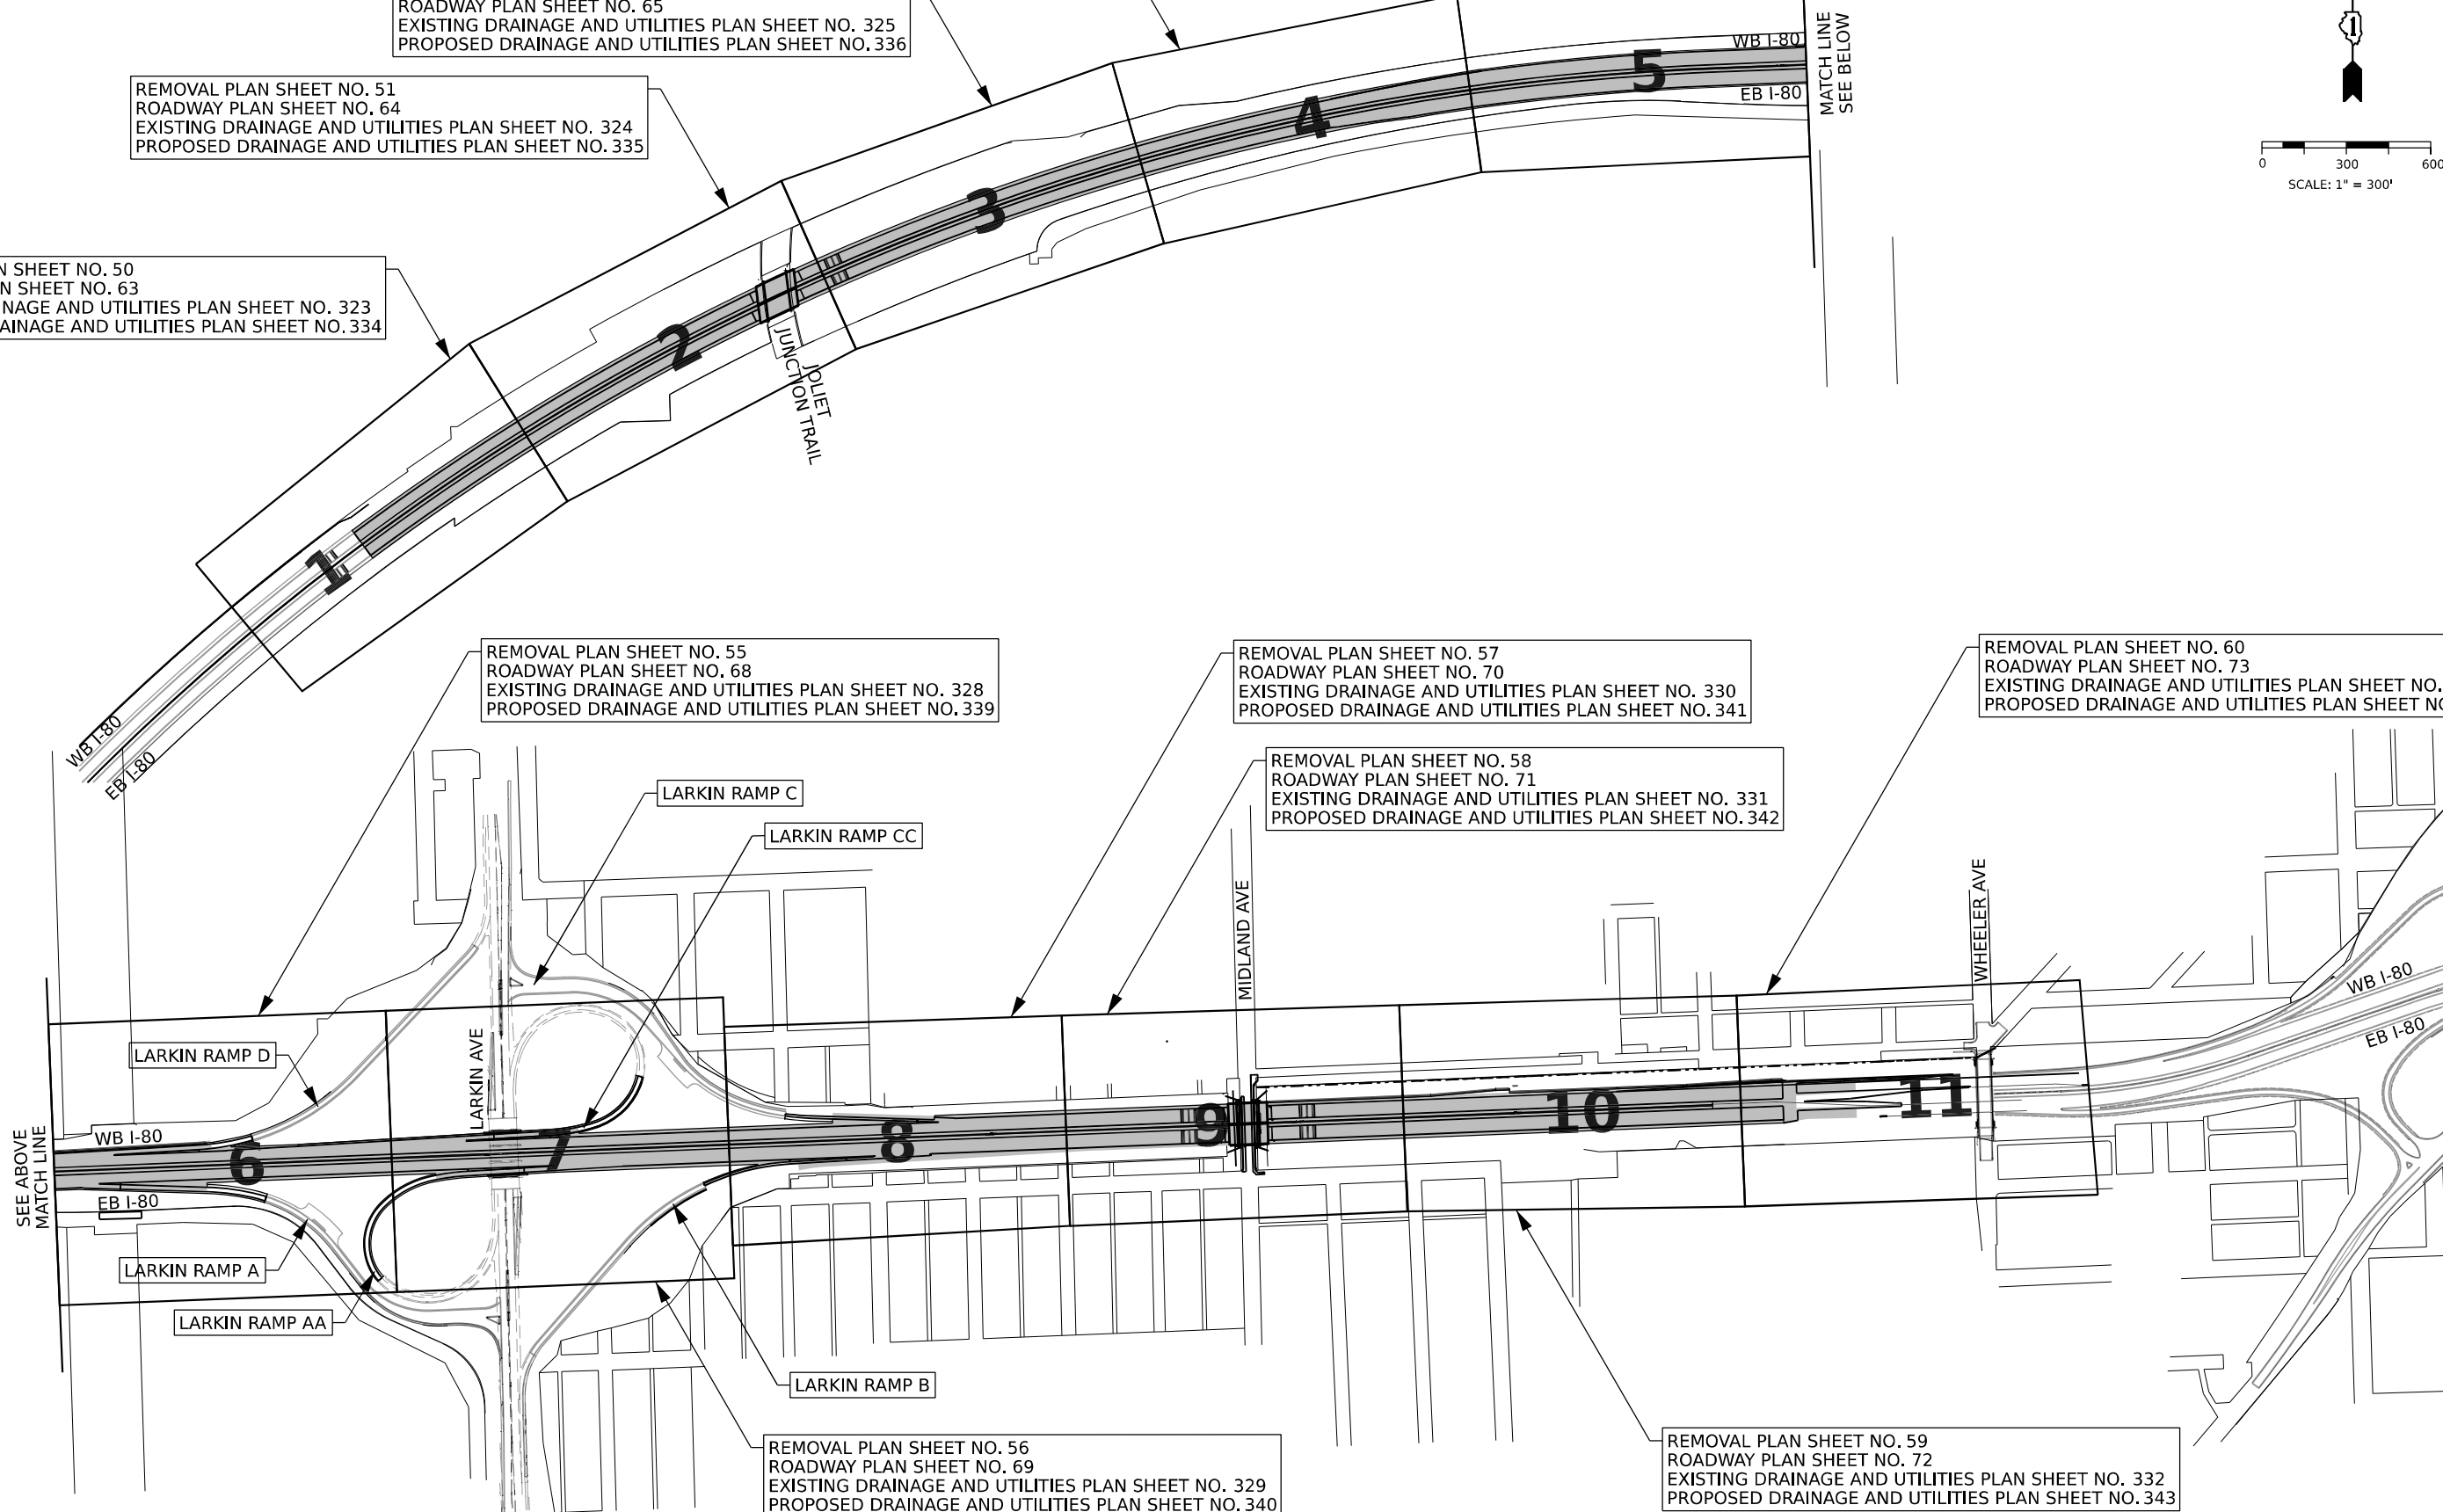 ROADWAY PLAN SHEET NO. 65
EXISTING DRAINAGE AND UTILITIES PLAN SHEET NO. 325
PROPOSED DRAINAGE AND UTILITIES PLAN SHEET NO. 336
REMOVAL PLAN SHEET NO. 51
ROADWAY PLAN SHEET NO. 64
EXISTING DRAINAGE AND UTILITIES PLAN SHEET NO. 324
PROPOSED DRAINAGE AND UTILITIES PLAN SHEET NO. 335
SHEET NO. 50
SHEET NO. 63
AND UTILITIES PLAN SHEET NO. 323
AND UTILITIES PLAN SHEET NO. 334
1
2
3
4
5
WB I-80
EB I-80
MATCH LINE
SEE BELOW
1
0 300 600
SCALE: 1" = 300'
JOLIET
JUNCTION TRAIL
WB I-80
EB I-80
REMOVAL PLAN SHEET NO. 55
ROADWAY PLAN SHEET NO. 68
EXISTING DRAINAGE AND UTILITIES PLAN SHEET NO. 328
PROPOSED DRAINAGE AND UTILITIES PLAN SHEET NO. 339
REMOVAL PLAN SHEET NO. 57
ROADWAY PLAN SHEET NO. 70
EXISTING DRAINAGE AND UTILITIES PLAN SHEET NO. 330
PROPOSED DRAINAGE AND UTILITIES PLAN SHEET NO. 341
REMOVAL PLAN SHEET NO. 60
ROADWAY PLAN SHEET NO. 73
EXISTING DRAINAGE AND UTILITIES PLAN SHEET NO.
PROPOSED DRAINAGE AND UTILITIES PLAN SHEET
REMOVAL PLAN SHEET NO. 58
ROADWAY PLAN SHEET NO. 71
EXISTING DRAINAGE AND UTILITIES PLAN SHEET NO. 331
PROPOSED DRAINAGE AND UTILITIES PLAN SHEET NO. 342
LARKIN RAMP C
LARKIN RAMP CC
MIDLAND AVE
WHEELER AVE
WB I-80
EB I-80
LARKIN AVE
LARKIN RAMP D
SEE ABOVE
MATCH LINE
WB I-80
EB I-80
6
7
8
9
10
11
LARKIN RAMP A
LARKIN RAMP AA
LARKIN RAMP B
REMOVAL PLAN SHEET NO. 56
ROADWAY PLAN SHEET NO. 69
EXISTING DRAINAGE AND UTILITIES PLAN SHEET NO. 329
PROPOSED DRAINAGE AND UTILITIES PLAN SHEET NO. 340
REMOVAL PLAN SHEET NO. 59
ROADWAY PLAN SHEET NO. 72
EXISTING DRAINAGE AND UTILITIES PLAN SHEET NO. 332
PROPOSED DRAINAGE AND UTILITIES PLAN SHEET NO. 343